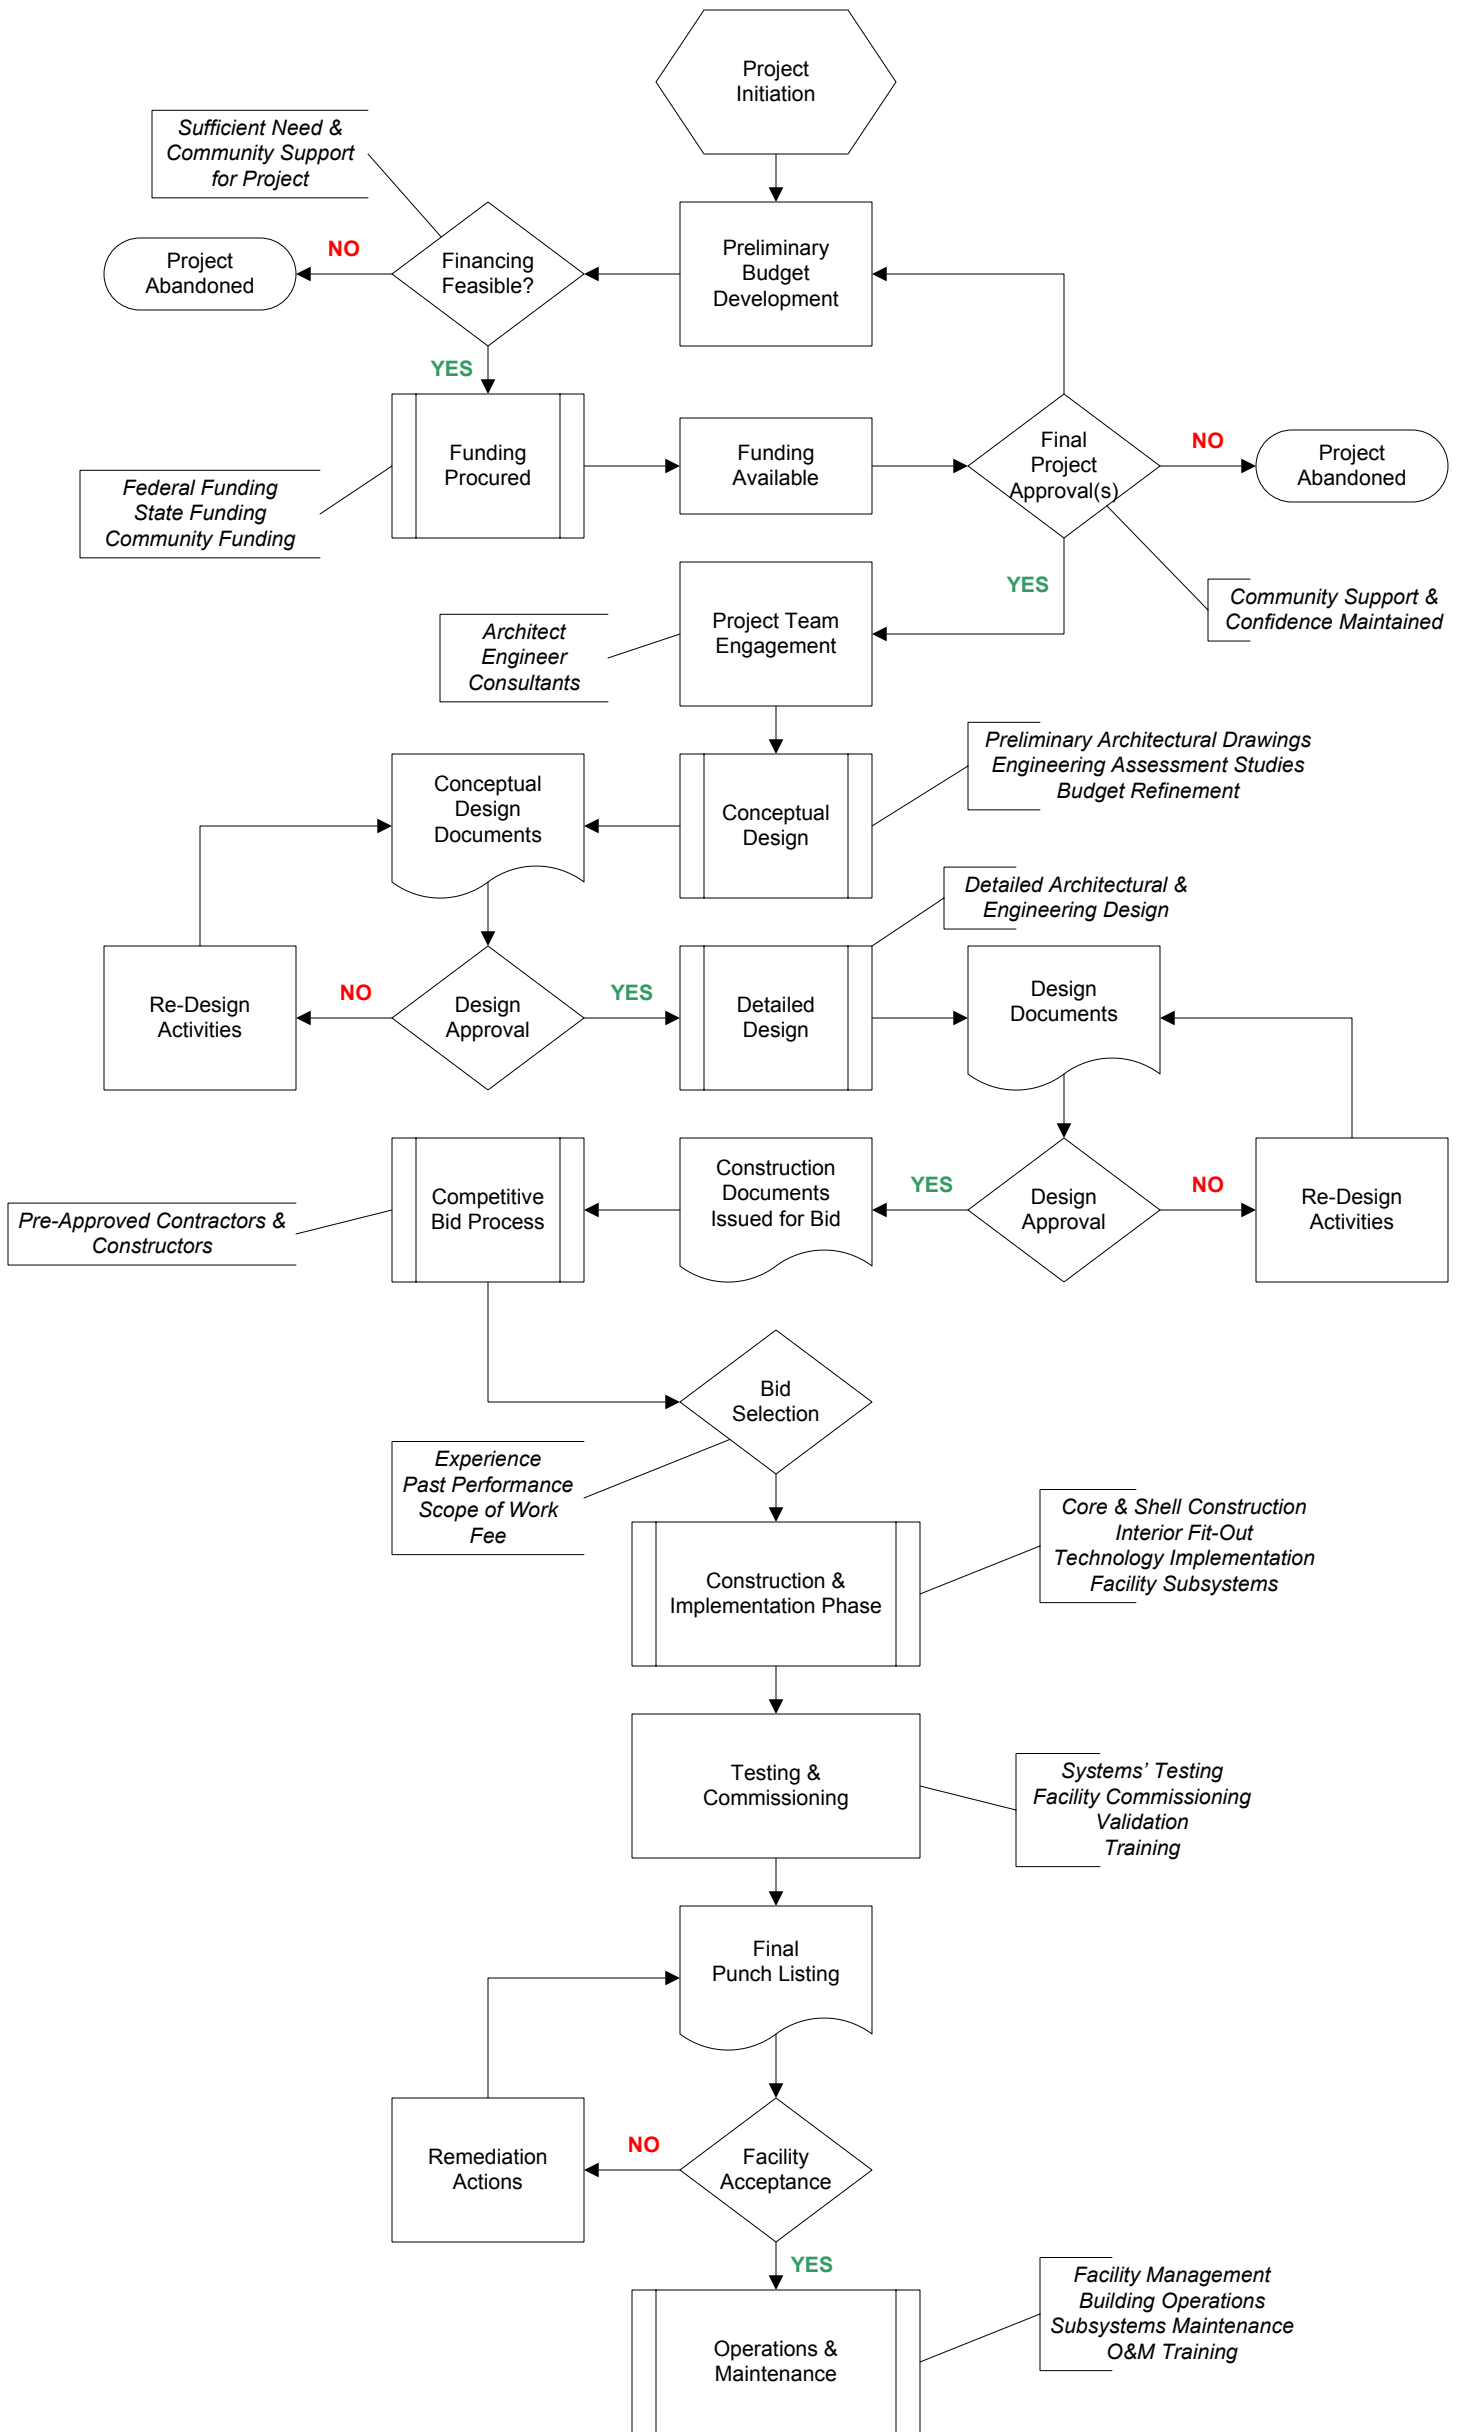 Project
Initiation
Sufficient Need &
Community Support
for Project
Project
Abandoned
NO
Financing
Feasible?
Preliminary
Budget
Development
YES
Funding
Procured
Funding
Available
Final
Project
Approval(s)
NO
Project
Abandoned
Federal Funding
State Funding
Community Funding
YES
Community Support &
Confidence Maintained
Project Team
Engagement
Architect
Engineer
Consultants
Preliminary Architectural Drawings
Engineering Assessment Studies
Budget Refinement
Conceptual
Design
Documents
Conceptual
Design
Detailed Architectural &
Engineering Design
Re-Design
Activities
NO
Design
Approval
YES
Detailed
Design
Design
Documents
Competitive
Bid Process
Construction
Documents
Issued for Bid
YES
Design
Approval
NO
Re-Design
Activities
Pre-Approved Contractors &
Constructors
Bid
Selection
Experience
Past Performance
Scope of Work
Fee
Construction &
Implementation Phase
Core & Shell Construction
Interior Fit-Out
Technology Implementation
Facility Subsystems
Testing &
Commissioning
Systems’ Testing
Facility Commissioning
Validation
Training
Final
Punch Listing
Remediation
Actions
NO
Facility
Acceptance
YES
Operations &
Maintenance
Facility Management
Building Operations
Subsystems Maintenance
O&M Training